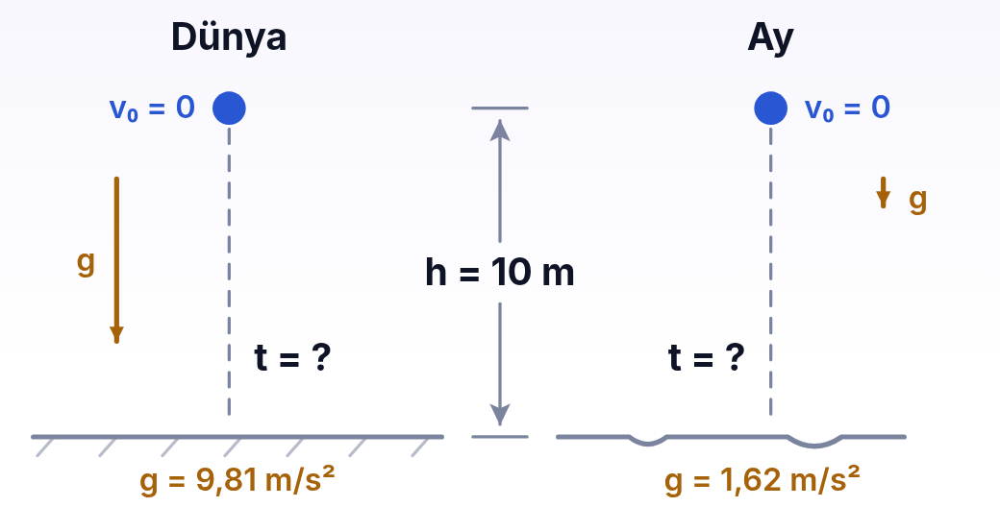 Dünya
Ay
v₀ = 0
v₀ = 0
g
g
h = 10 m
t = ?
t = ?
g = 9,81 m/s²
g = 1,62 m/s²